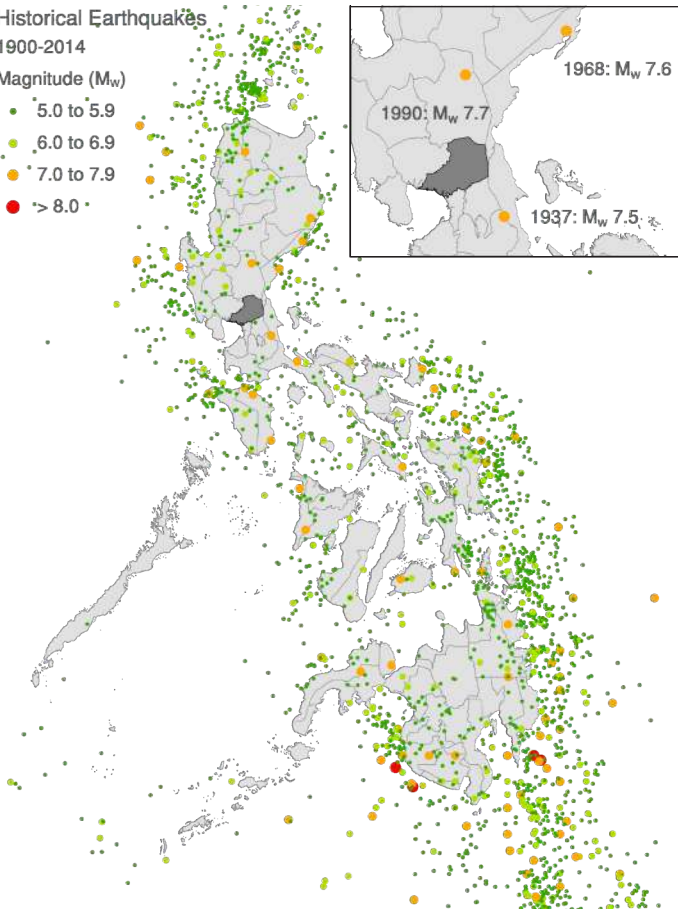 Historical Earthquakes
1900-2014
Magnitude (Mw)
5.0 to 5.9
6.0 to 6.9
7.0 to 7.9
> 8.0
1968: Mw 7.6
1990: Mw 7.7
1937: Mw 7.5